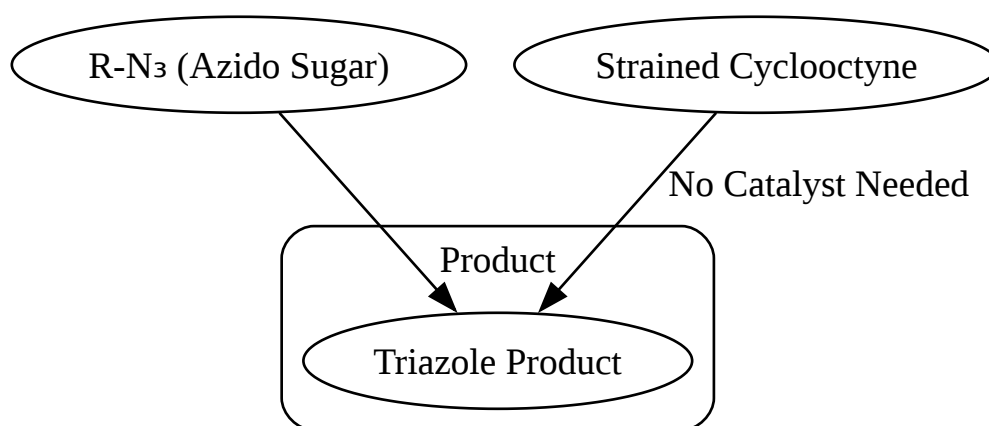 R-N₃ (Azido Sugar)
Strained Cyclooctyne
No Catalyst Needed
Product
Triazole Product